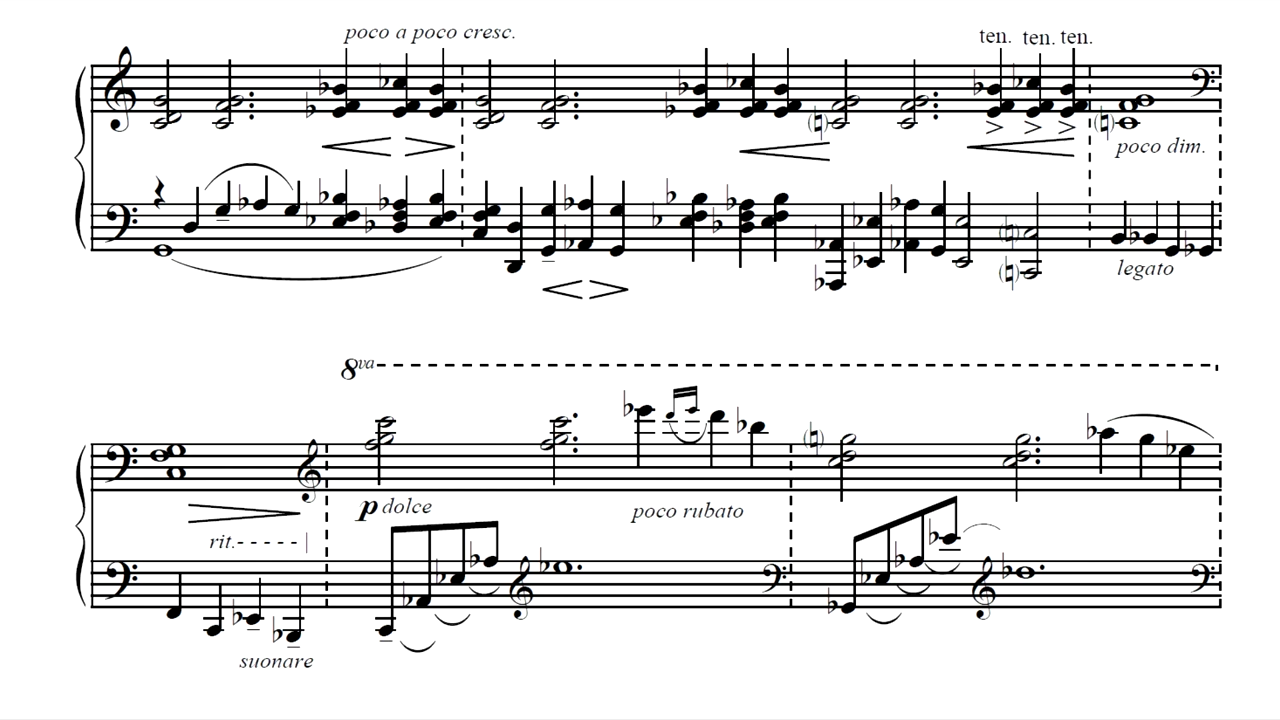 poco a poco cresc.
ten. ten. ten.
poco dim.
legato
8va
p dolce
poco rubato
rit.
suonare